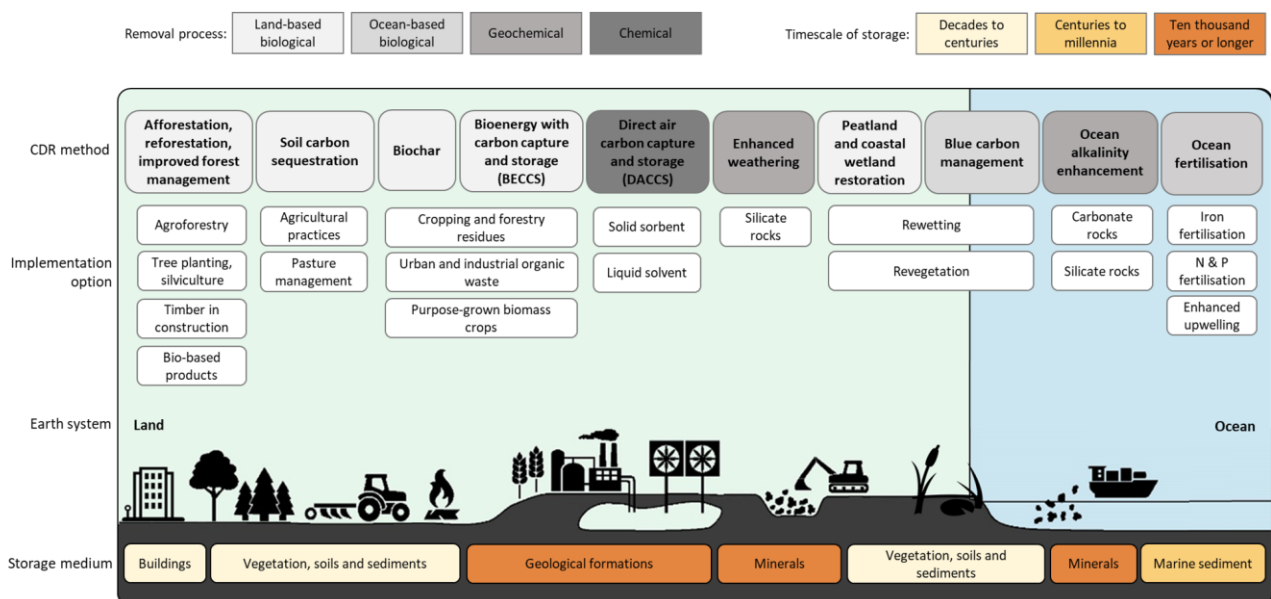 Removal process:
Land-based
biological
Ocean-based
biological
Geochemical
Chemical
Timescale of storage:
Decades to
centuries
Centuries to
millennia
Ten thousand
years or longer
CDR method
Afforestation,
reforestation,
improved forest
management
Soil carbon
sequestration
Biochar
Bioenergy with
carbon capture
and storage
(BECCS)
Direct air
carbon capture
and storage
(DACCS)
Enhanced
weathering
Peatland
and coastal
wetland
restoration
Blue carbon
management
Ocean
alkalinity
enhancement
Ocean
fertilisation
Implementation
option
Agroforestry
Tree planting,
silviculture
Timber in
construction
Bio-based
products
Agricultural
practices
Pasture
management
Cropping and forestry
residues
Urban and industrial organic
waste
Purpose-grown biomass
crops
Solid sorbent
Liquid solvent
Silicate
rocks
Rewetting
Revegetation
Carbonate
rocks
Silicate rocks
Iron
fertilisation
N & P
fertilisation
Enhanced
upwelling
Earth system
Land
Ocean
Storage medium
Buildings
Vegetation, soils and sediments
Geological formations
Minerals
Vegetation, soils and
sediments
Minerals
Marine sediment